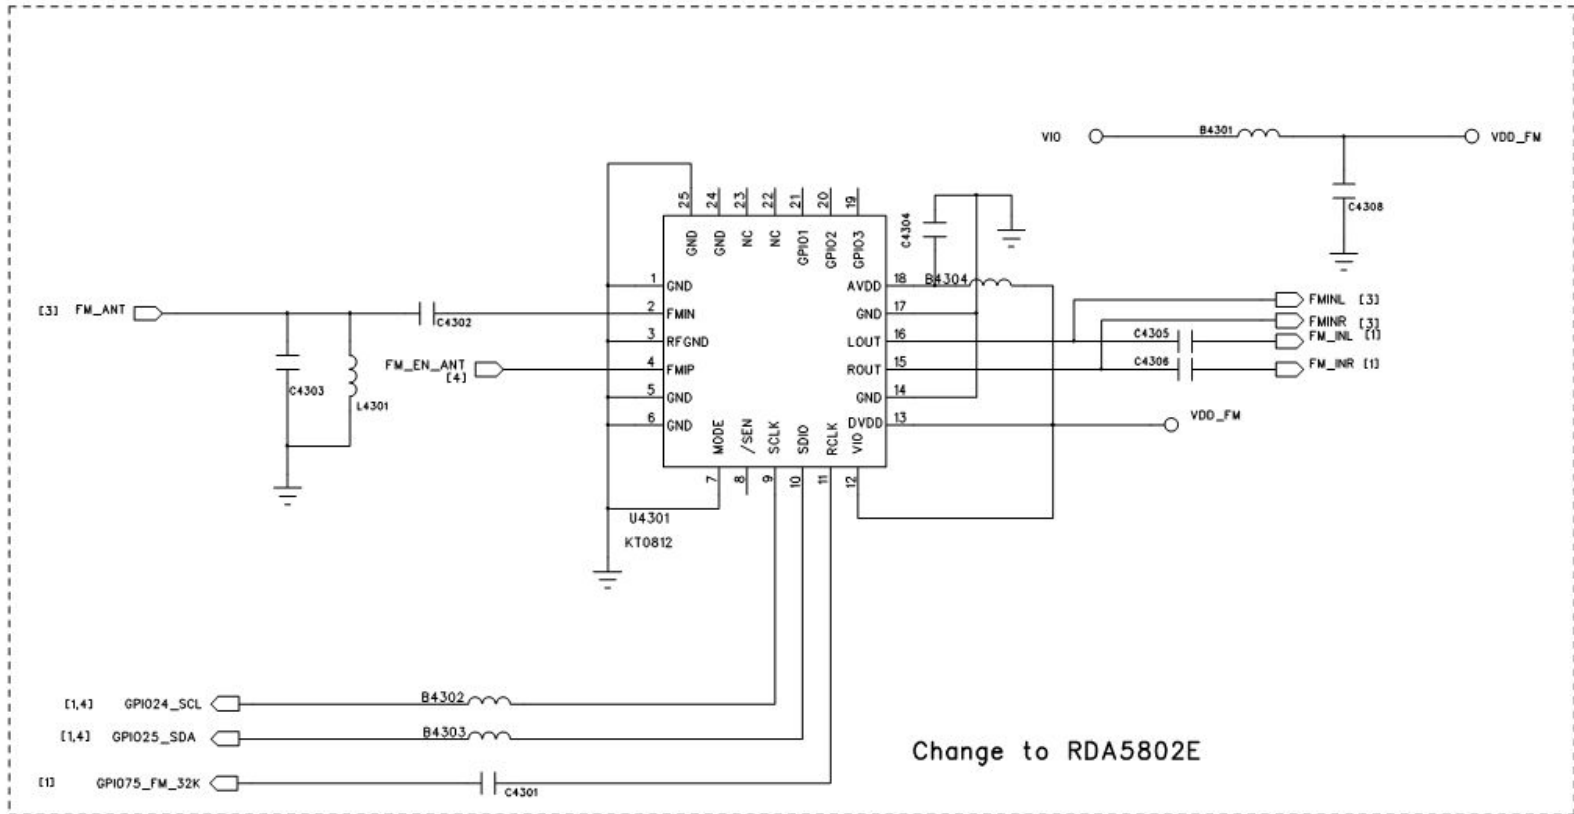 VIO
B4301
VDD_FM
C4308
25
24
23
22
21
20
19
GND
GND
NC
NC
GPIO1
GPIO2
GPIO3
C4304
1 GND
AVDD 18
B4304
[3] FM_ANT
C4302
2 FMIN
GND 17
FMINL [3]
FMINR [3]
3 RFGND
LOUT 16
C4305
FM_INL [1]
FM_EN_ANT
[4]
4 FMIP
ROUT 15
C4306
FM_INR [1]
C4303
L4301
5 GND
GND 14
6 GND
DVDD 13
VDD_FM
MODE
/SEN
SCLK
SDIO
RCLK
VIO
7
8
9
10
11
12
U4301
KT0812
[1,4] GPIO24_SCL
B4302
[1,4] GPIO25_SDA
B4303
Change to RDA5802E
[1] GPIO75_FM_32K
C4301